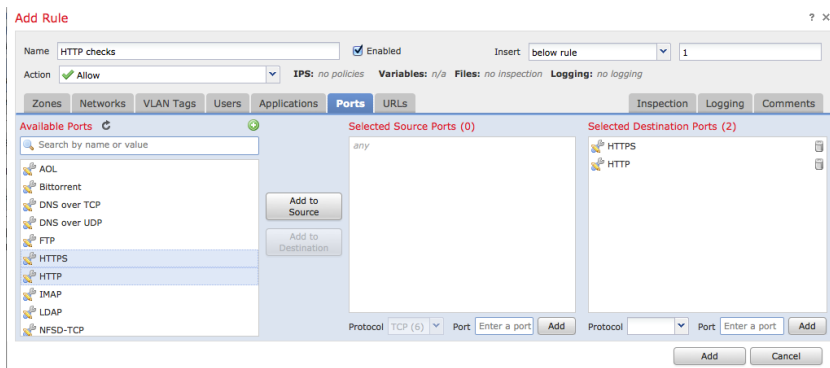 Add Rule ? ×
Name HTTP checks Enabled Insert below rule 1
Action Allow IPS: no policies Variables: n/a Files: no inspection Logging: no logging
Zones Networks VLAN Tags Users Applications Ports URLs Inspection Logging Comments
Available Ports Selected Source Ports (0) Selected Destination Ports (2)
Search by name or value any HTTPS
HTTP
AOL
Bittorrent
DNS over TCP
DNS over UDP
FTP
HTTPS
HTTP
IMAP
LDAP
NFSD-TCP
Add to
Source
Add to
Destination
Protocol TCP (6) Port Enter a port Add Protocol Port Enter a port Add
Add Cancel